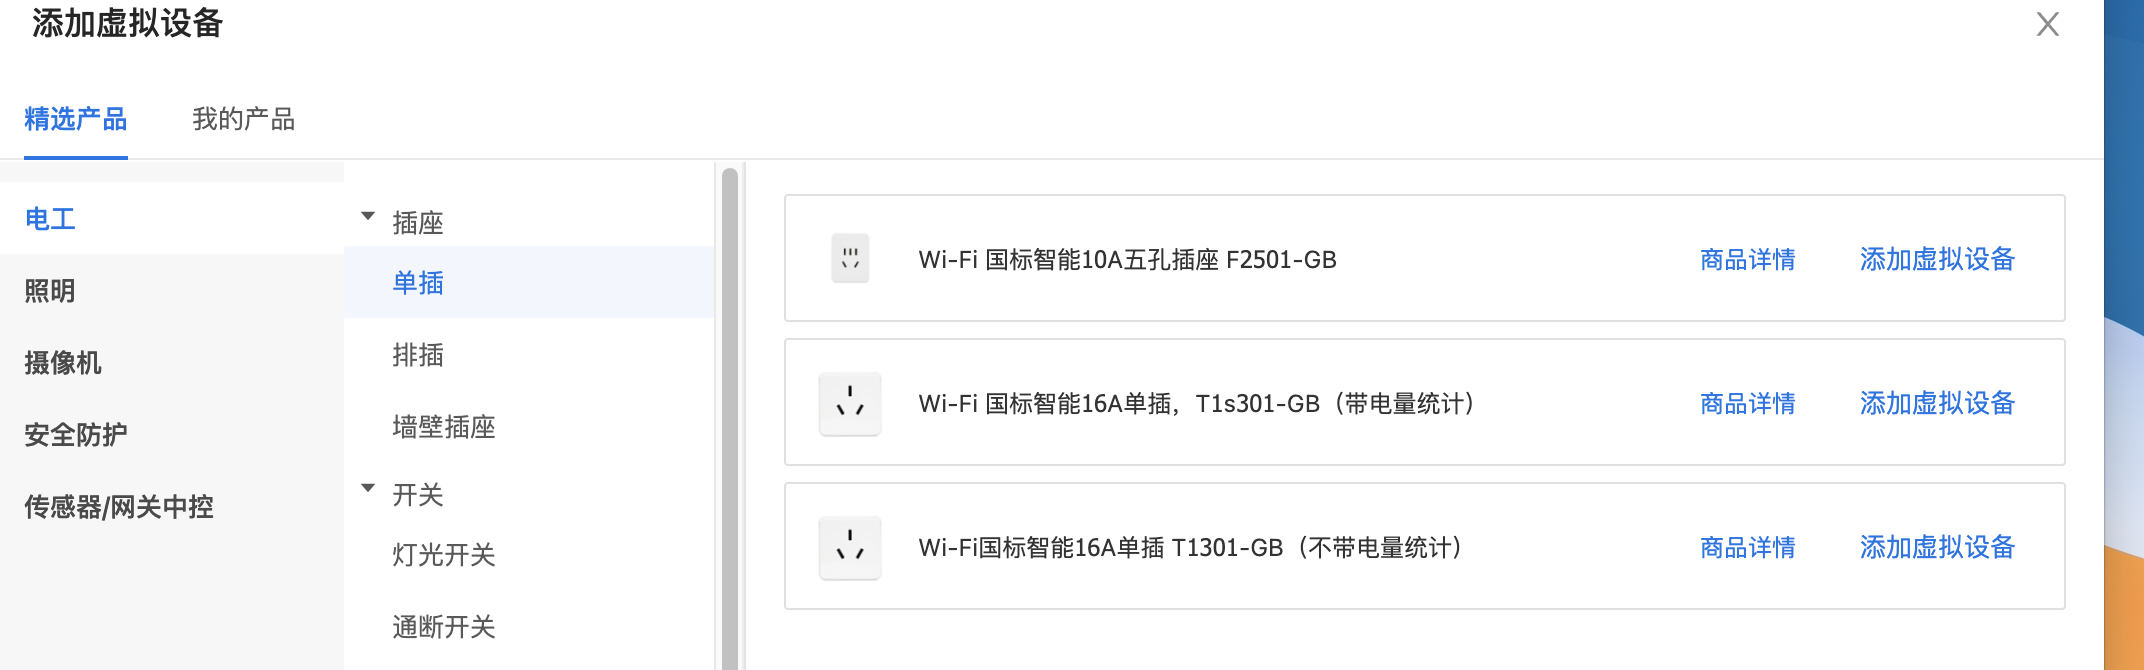 添加虚拟设备
精选产品 我的产品
电工
照明
摄像机
安全防护
传感器/网关中控
插座
单插
排插
墙壁插座
开关
灯光开关
通断开关
Wi-Fi 国标智能10A五孔插座 F2501-GB 商品详情 添加虚拟设备
Wi-Fi 国标智能16A单插，T1s301-GB（带电量统计） 商品详情 添加虚拟设备
Wi-Fi国标智能16A单插 T1301-GB（不带电量统计） 商品详情 添加虚拟设备